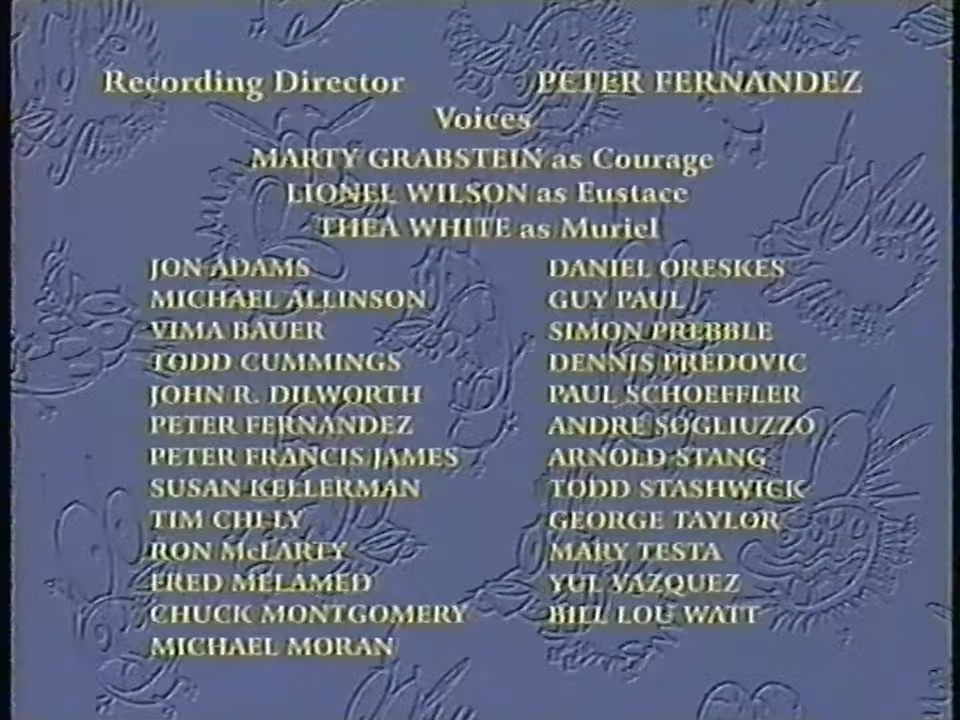 Recording Director PETER FERNANDEZ
Voices
MARTY GRABSTEIN as Courage
LIONEL WILSON as Eustace
THEA WHITE as Muriel
JON ADAMS
MICHAEL ALLINSON
VIMA BAUER
TODD CUMMINGS
JOHN R. DILWORTH
PETER FERNANDEZ
PETER FRANCIS JAMES
SUSAN KELLERMAN
TIM CHI-LY
RON McLARTY
FRED MELAMED
CHUCK MONTGOMERY
MICHAEL MORAN
DANIEL ORESKES
GUY PAUL
SIMON PREBBLE
DENNIS PREDOVIC
PAUL SCHOEFFLER
ANDRE SOGLIUZZO
ARNOLD STANG
TODD STASHWICK
GEORGE TAYLOR
MARY TESTA
YUL VAZQUEZ
BILL LOU WATT